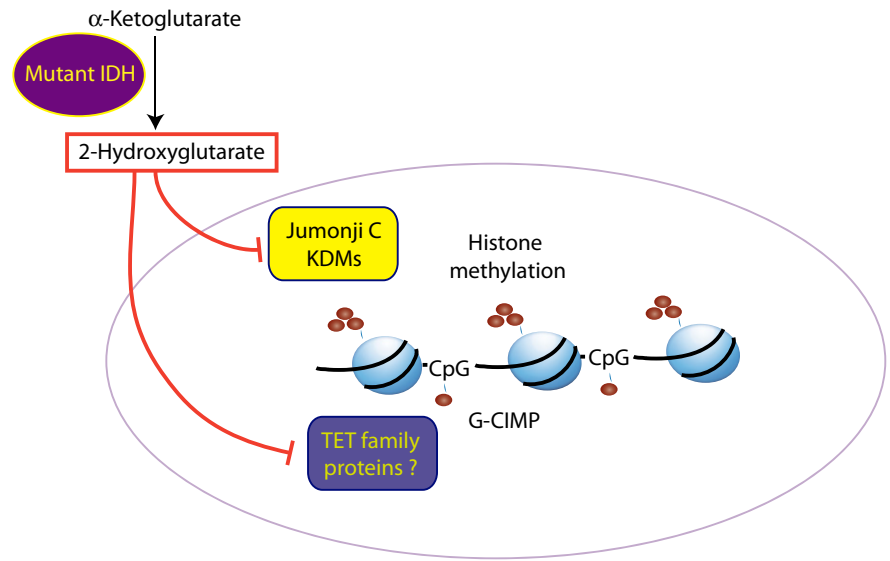 α-Ketoglutarate
Mutant IDH
2-Hydroxyglutarate
Jumonji C
KDMs
Histone
methylation
CpG
CpG
G-CIMP
TET family
proteins ?